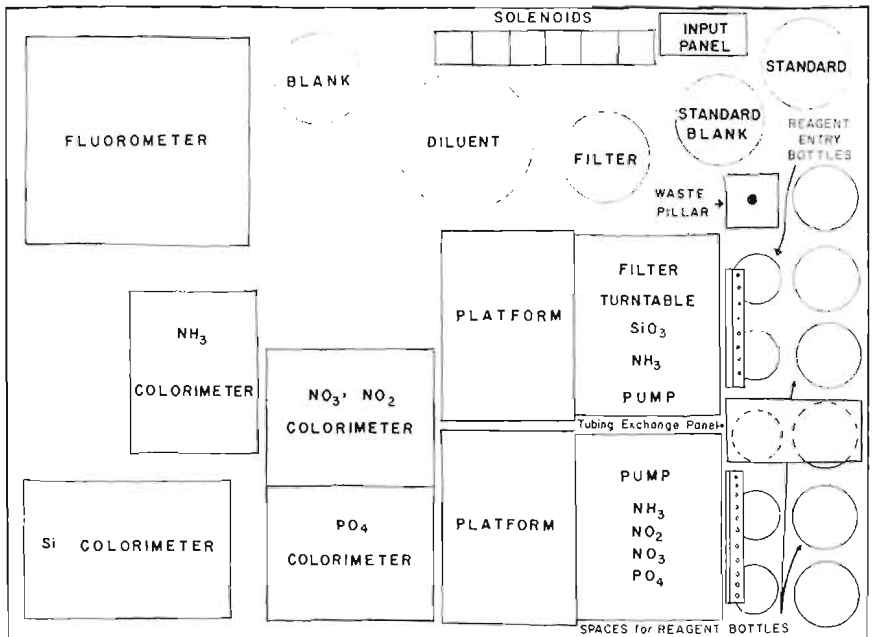 SOLENOIDS
INPUT
PANEL
STANDARD
BLANK
FLUOROMETER
DILUENT
STANDARD
BLANK
FILTER
REAGENT
ENTRY
BOTTLES
WASTE
PILLAR
PLATFORM
FILTER
TURNTABLE
SiO3
NH3
PUMP
NH3
COLORIMETER
NO3, NO2
COLORIMETER
Tubing Exchange Panel
Si COLORIMETER
PO4
COLORIMETER
PLATFORM
PUMP
NH3
NO2
NO3
PO4
SPACES for REAGENT BOTTLES